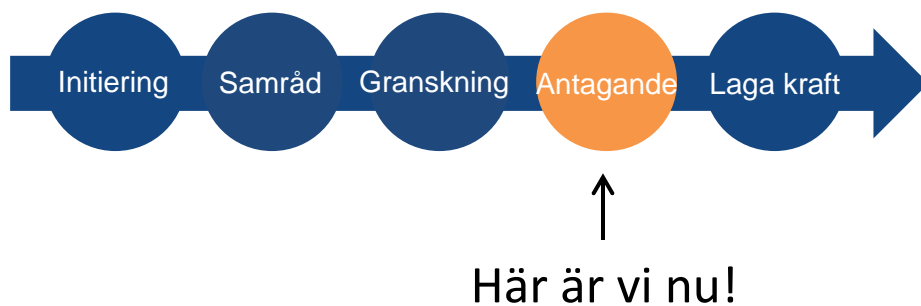 Initiering Samråd Granskning Antagande Laga kraft
Här är vi nu!